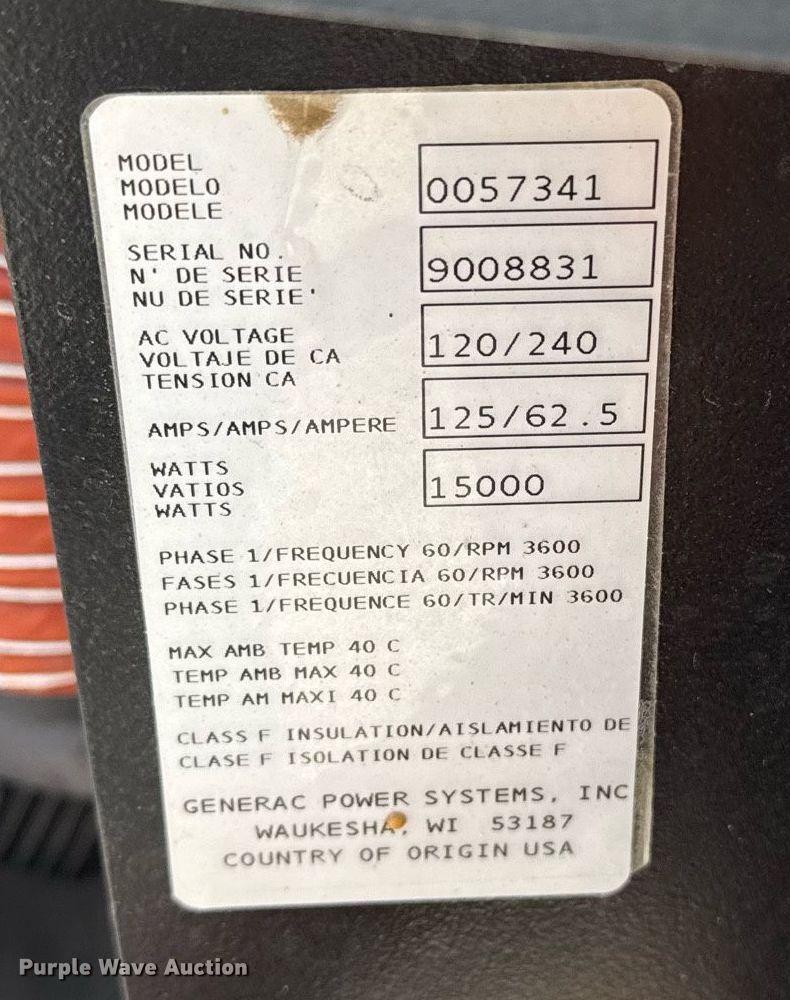 MODEL
MODELO
MODELE
0057341
SERIAL NO.
N' DE SERIE
NU DE SERIE'
9008831
AC VOLTAGE
VOLTAJE DE CA
TENSION CA
120/240
AMPS/AMPS/AMPERE
125/62.5
WATTS
VATIOS
WATTS
15000
PHASE 1/FREQUENCY 60/RPM 3600
FASES 1/FRECUENCIA 60/RPM 3600
PHASE 1/FREQUENCE 60/TR/MIN 3600
MAX AMB TEMP 40 C
TEMP AMB MAX 40 C
TEMP AM MAXI 40 C
CLASS F INSULATION/AISLAMIENTO DE
CLASE F ISOLATION DE CLASSE F
GENERAC POWER SYSTEMS, INC
WAUKESHA, WI 53187
COUNTRY OF ORIGIN USA
Purple Wave Auction